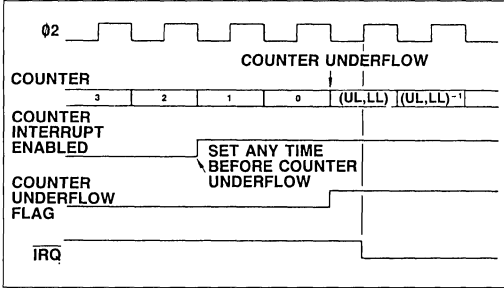 ϕ2
COUNTER UNDERFLOW
COUNTER
3 2 1 0 (UL,LL) (UL,LL)-1
COUNTER
INTERRUPT
ENABLED
SET ANY TIME
BEFORE COUNTER
UNDERFLOW
COUNTER
UNDERFLOW
FLAG
IRQ